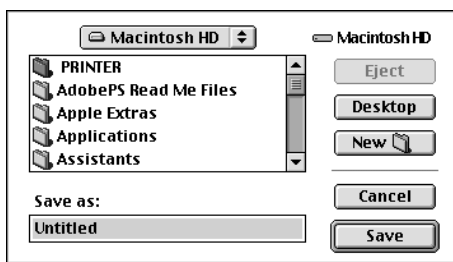 Macintosh HD
Macintosh HD
PRINTER
AdobePS Read Me Files
Apple Extras
Applications
Assistants
Eject
Desktop
New
Save as:
Untitled
Cancel
Save